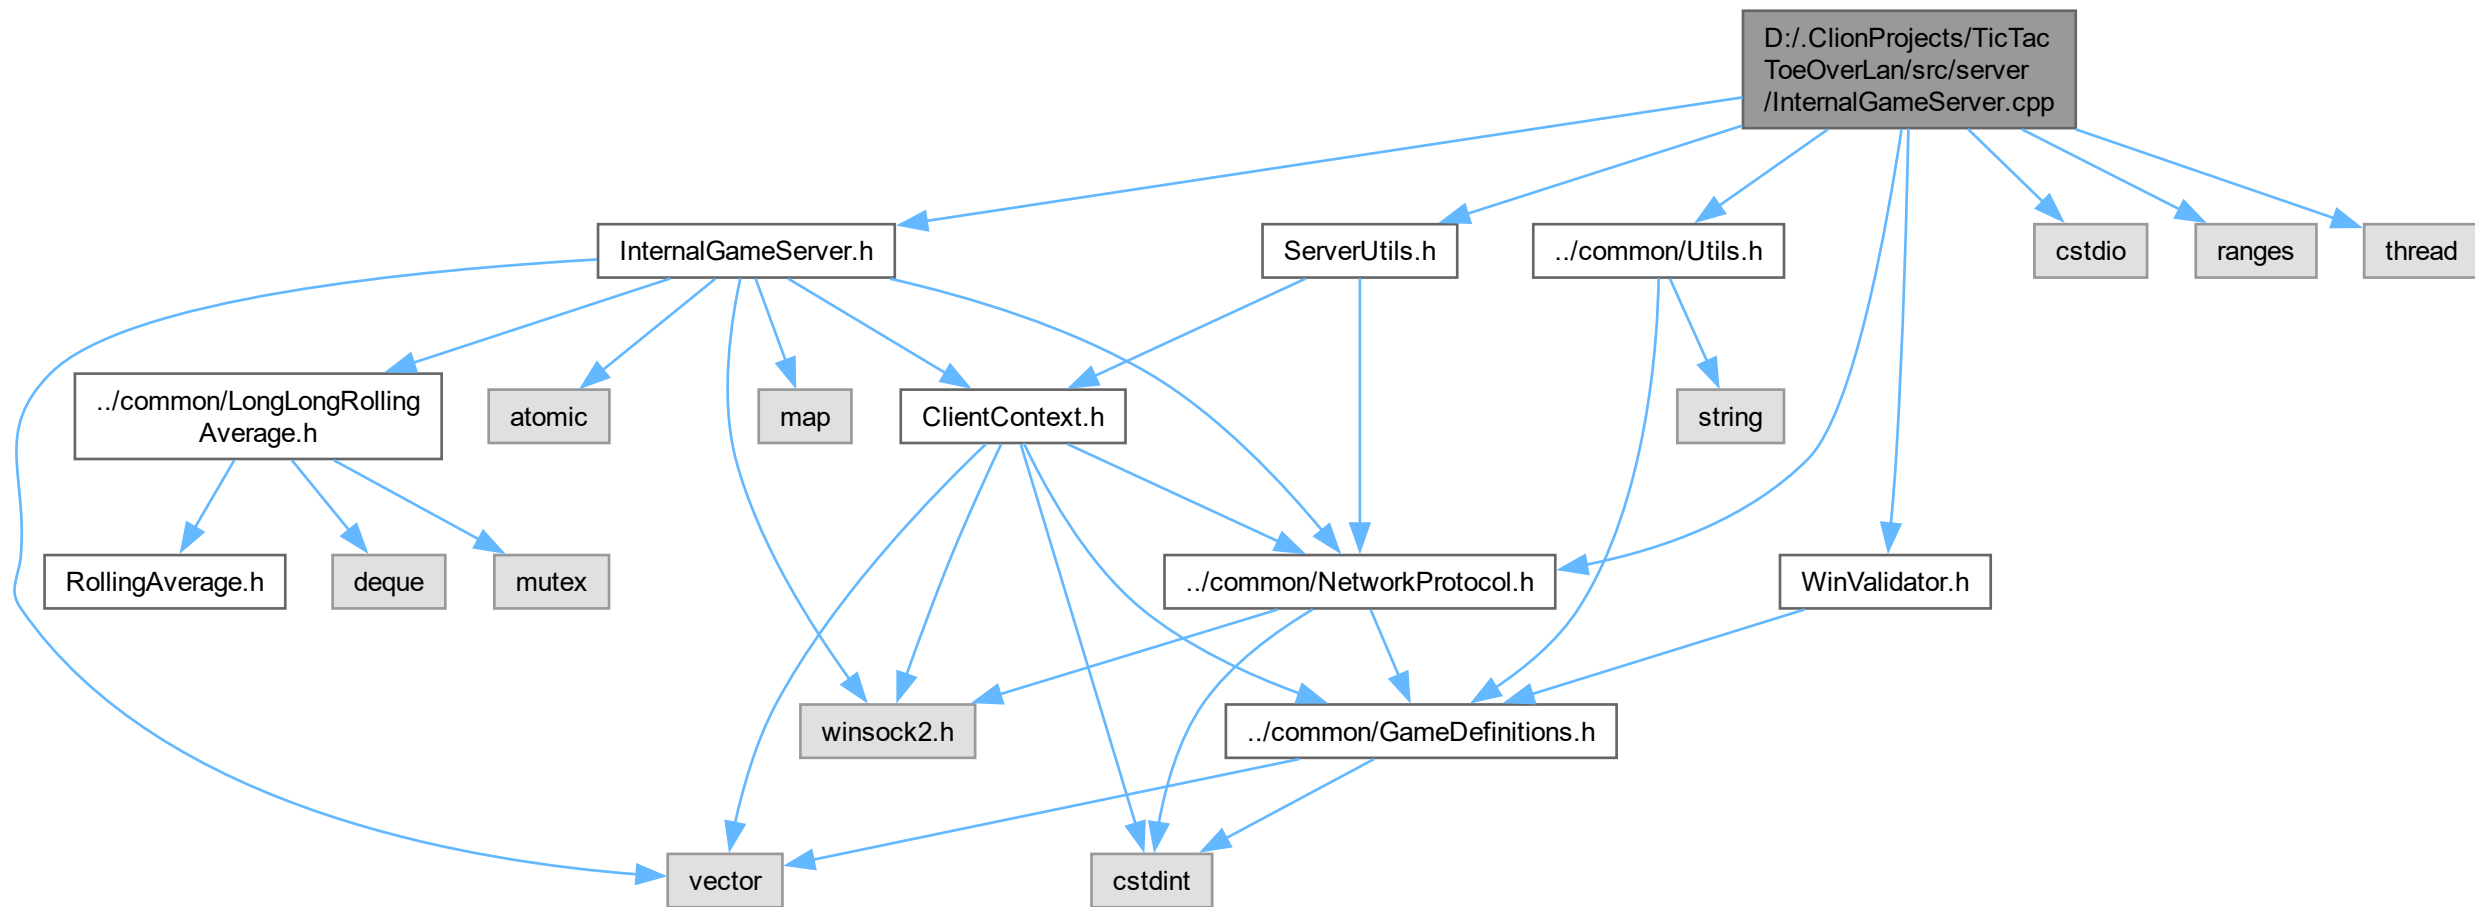 D:/.ClionProjects/TicTac
ToeOverLan/src/server
/InternalGameServer.cpp
InternalGameServer.h
ServerUtils.h
../common/Utils.h
cstdio
ranges
thread
../common/LongLongRolling
Average.h
atomic
map
ClientContext.h
string
RollingAverage.h
deque
mutex
../common/NetworkProtocol.h
WinValidator.h
winsock2.h
../common/GameDefinitions.h
vector
cstdint